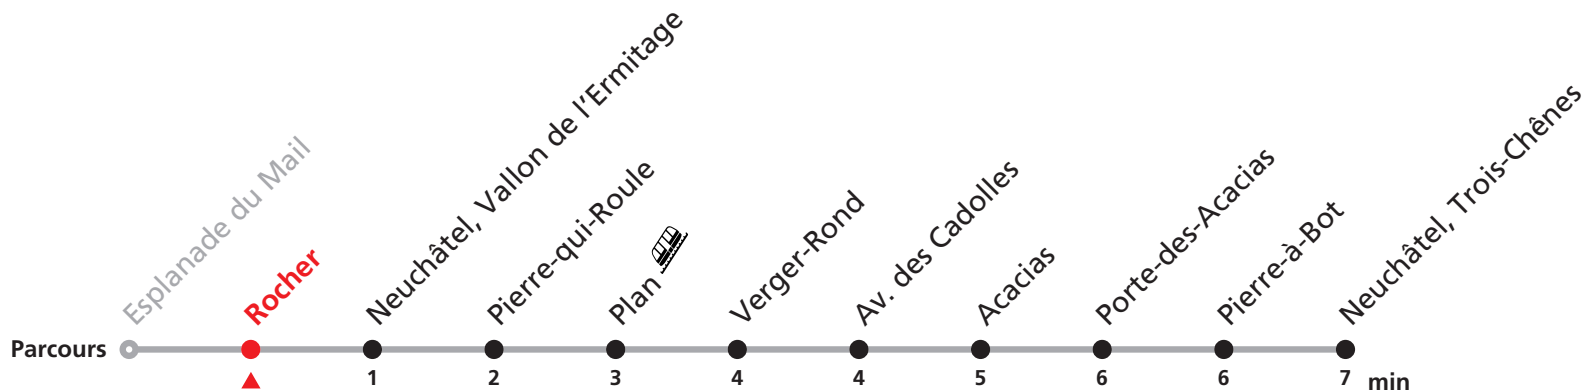 Esplanade du Mail
Rocher
Neuchâtel, Vallon de l'Ermitage
Pierre-qui-Roule
Plan
Verger-Rond
Av. des Cadolles
Acacias
Porte-des-Acacias
Pierre-à-Bot
Neuchâtel, Trois-Chênes
Parcours
1 2 3 4 4 5 6 6 7 min